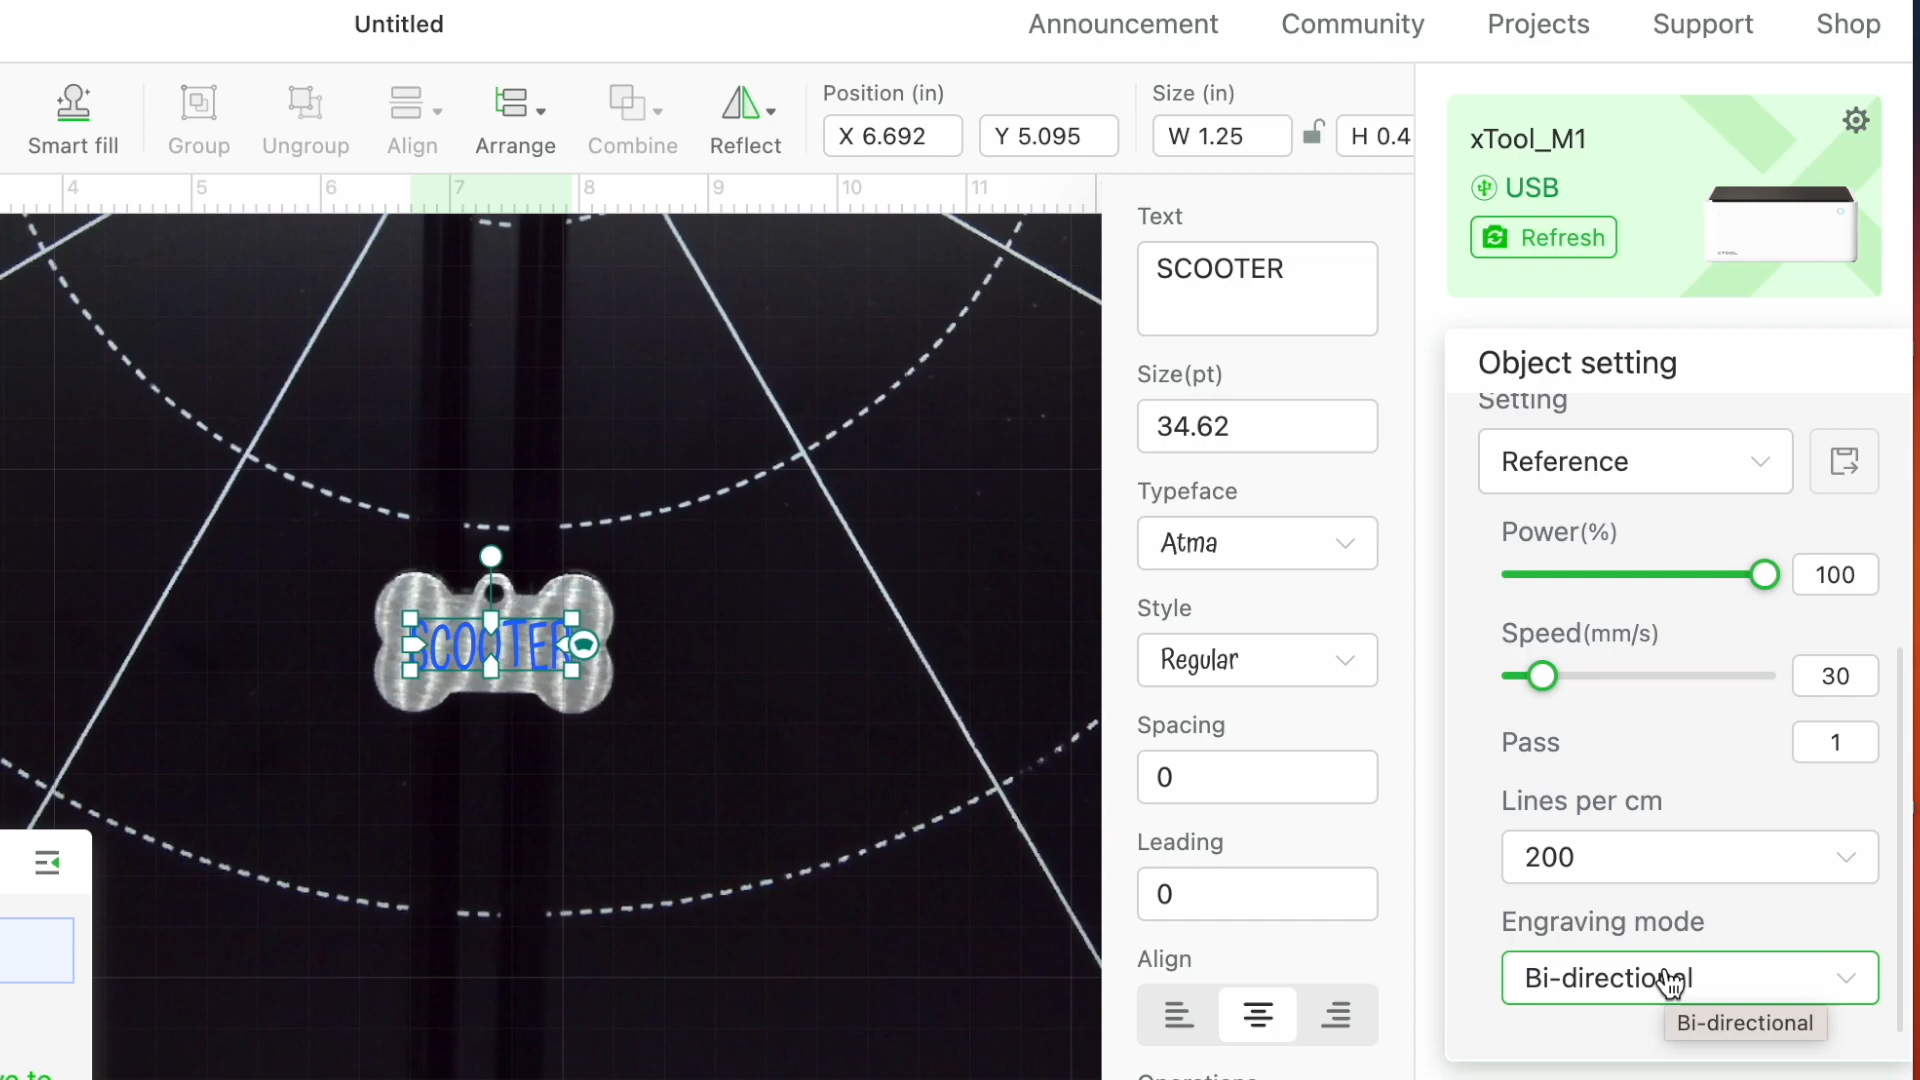 Untitled
Announcement
Community
Projects
Support
Shop
Smart fill
Group
Ungroup
Align
Arrange
Combine
Reflect
Position (in)
X 6.692
Y 5.095
Size (in)
W 1.25
H 0.4
4 5 6 7 8 9 10 11
SCOOTER
Text
SCOOTER
Size(pt)
34.62
Typeface
Atma
Style
Regular
Spacing
0
Leading
0
Align
xTool_M1
USB
Refresh
XTOOL
Object setting
Setting
Reference
Power(%)
100
Speed(mm/s)
30
Pass
1
Lines per cm
200
Engraving mode
Bi-directional
Bi-directional